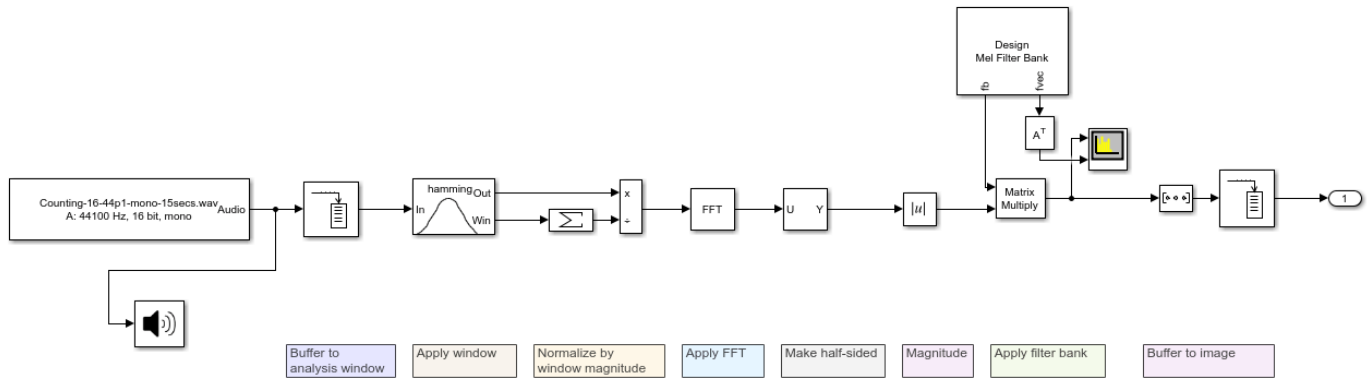 Design
Mel Filter Bank
fb
fvec
A^T
Counting-16-44p1-mono-15secs.wav
A: 44100 Hz, 16 bit, mono
Audio
hamming
In
Out
Win
Σ
x
÷
FFT
U
Y
|u|
Matrix
Multiply
1
Buffer to
analysis window
Apply window
Normalize by
window magnitude
Apply FFT
Make half-sided
Magnitude
Apply filter bank
Buffer to image